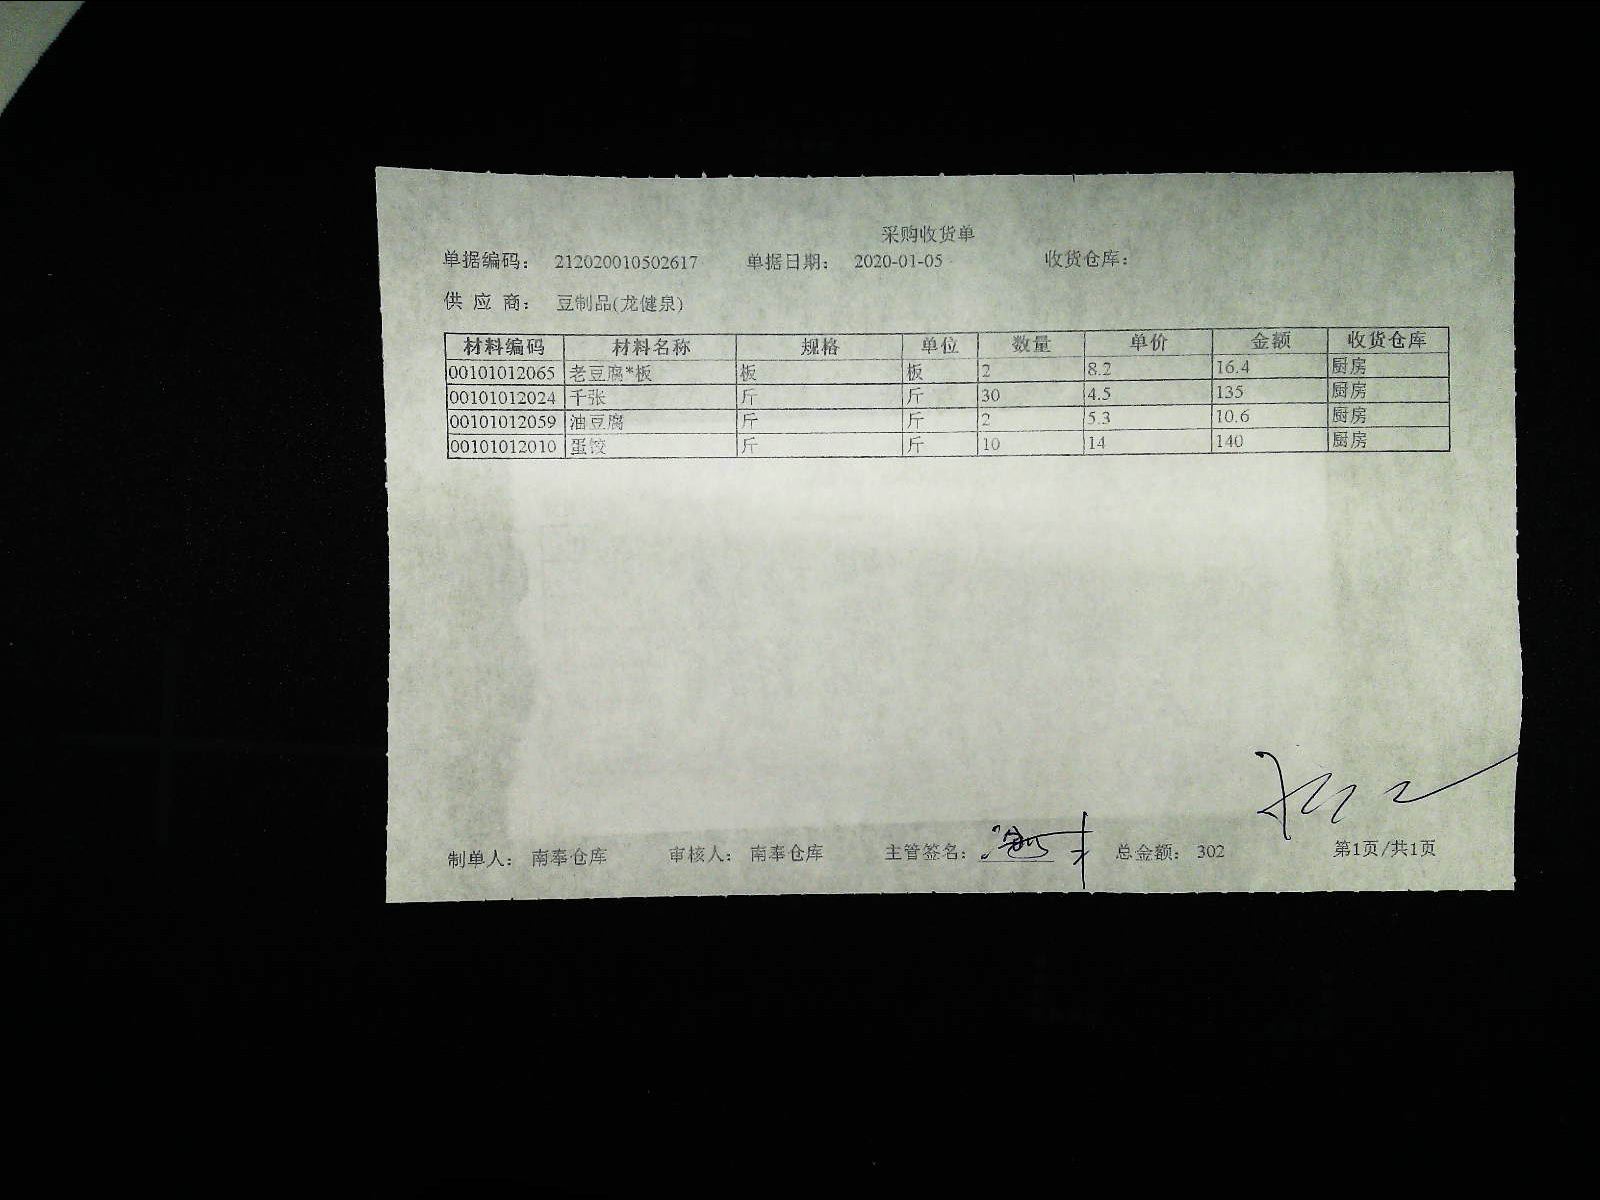 采购收货单
单据编码： 212020010502617 单据日期： 2020-01-05 收货仓库：
供 应 商： 豆制品(龙健泉)
材料编码 材料名称 规格 单位 数量 单价 金额 收货仓库
00101012065 老豆腐*板 板 板 2 8.2 16.4 厨房
00101012024 千张 斤 斤 30 4.5 135 厨房
00101012059 油豆腐 斤 斤 2 5.3 10.6 厨房
00101012010 蛋饺 斤 斤 10 14 140 厨房
制单人： 南奉仓库 审核人： 南奉仓库 主管签名： 总金额： 302 第1页/共1页